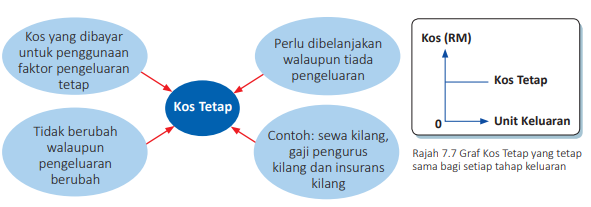 Kos yang dibayar
untuk penggunaan
faktor pengeluaran
tetap
Perlu dibelanjakan
walaupun tiada
pengeluaran
Kos Tetap
Tidak berubah
walaupun
pengeluaran
berubah
Contoh: sewa kilang,
gaji pengurus
kilang dan insurans
kilang
Kos (RM)
Kos Tetap
0
Unit Keluaran
Rajah 7.7 Graf Kos Tetap yang tetap
sama bagi setiap tahap keluaran